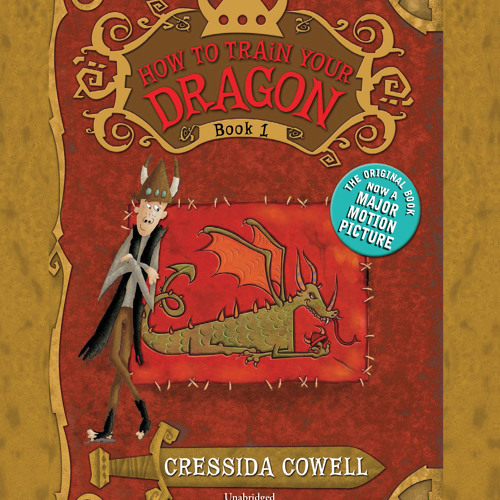 HOW TO TRAiN YOUR
DRAGON
Book 1
THE ORIGINAL BOOK
NOW A
MAJOR
MOTION
PICTURE
CRESSIDA COWELL
Unabridged